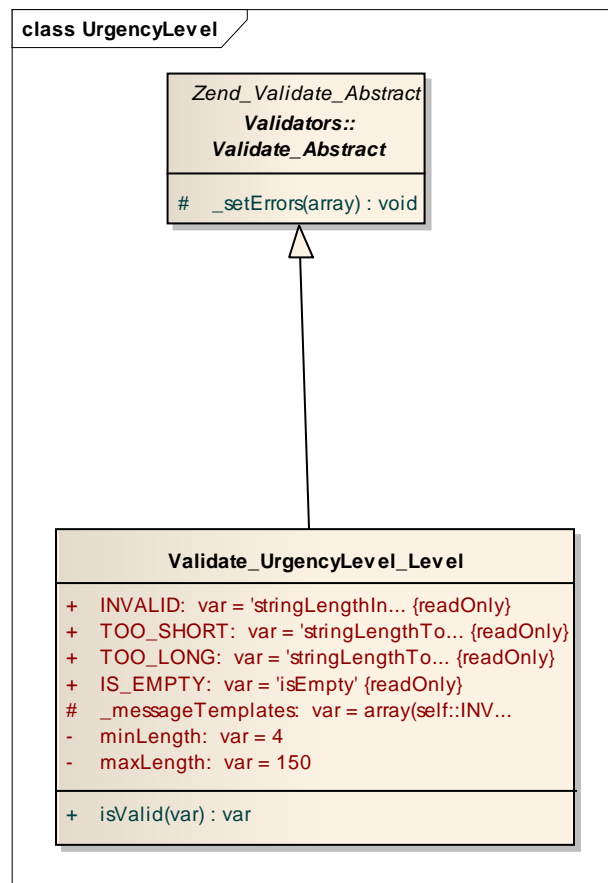 class UrgencyLevel
Zend_Validate_Abstract
Validators::
Validate_Abstract
# _setErrors(array) : void
Validate_UrgencyLevel_Level
+ INVALID: var = 'stringLengthIn... {readOnly}
+ TOO_SHORT: var = 'stringLengthTo... {readOnly}
+ TOO_LONG: var = 'stringLengthTo... {readOnly}
+ IS_EMPTY: var = 'isEmpty' {readOnly}
# _messageTemplates: var = array(self::INV...
- minLength: var = 4
- maxLength: var = 150
+ isValid(var) : var